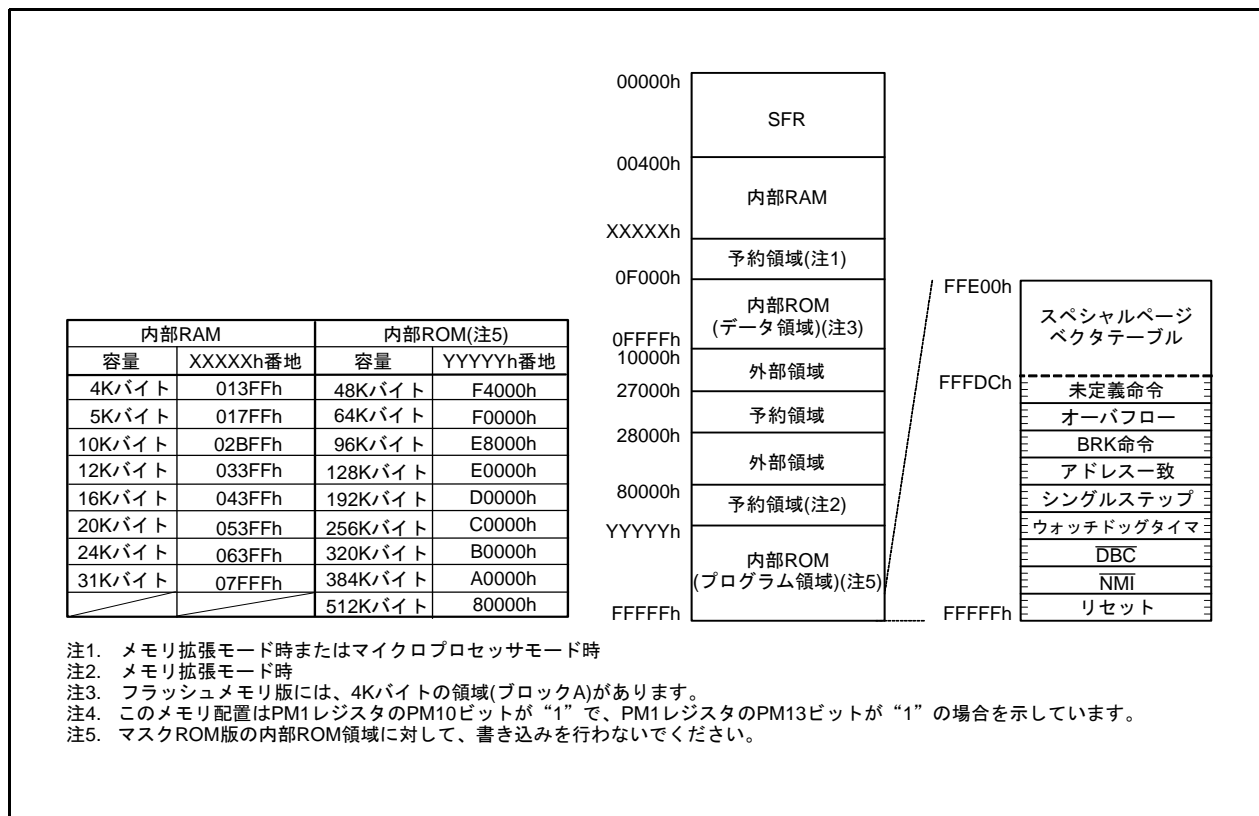 00000h
SFR
00400h
内部RAM
XXXXXh
予約領域(注1)
0F000h
内部ROM
(データ領域)(注3)
0FFFFh
10000h
外部領域
27000h
予約領域
28000h
外部領域
80000h
予約領域(注2)
YYYYYh
内部ROM
(プログラム領域)(注5)
FFFFFh
FFE00h
スペシャルページ
ベクタテーブル
FFFDCh
未定義命令
オーバフロー
BRK命令
アドレス一致
シングルステップ
ウォッチドッグタイマ
DBC
NMI
リセット
FFFFFh
内部RAM 内部ROM(注5)
容量 XXXXXh番地 容量 YYYYYh番地
4Kバイト 013FFh 48Kバイト F4000h
5Kバイト 017FFh 64Kバイト F0000h
10Kバイト 02BFFh 96Kバイト E8000h
12Kバイト 033FFh 128Kバイト E0000h
16Kバイト 043FFh 192Kバイト D0000h
20Kバイト 053FFh 256Kバイト C0000h
24Kバイト 063FFh 320Kバイト B0000h
31Kバイト 07FFFh 384Kバイト A0000h
512Kバイト 80000h
注1. メモリ拡張モード時またはマイクロプロセッサモード時
注2. メモリ拡張モード時
注3. フラッシュメモリ版には、4Kバイトの領域(ブロックA)があります。
注4. このメモリ配置はPM1レジスタのPM10ビットが“1”で、PM1レジスタのPM13ビットが“1”の場合を示しています。
注5. マスクROM版の内部ROM領域に対して、書き込みを行わないでください。